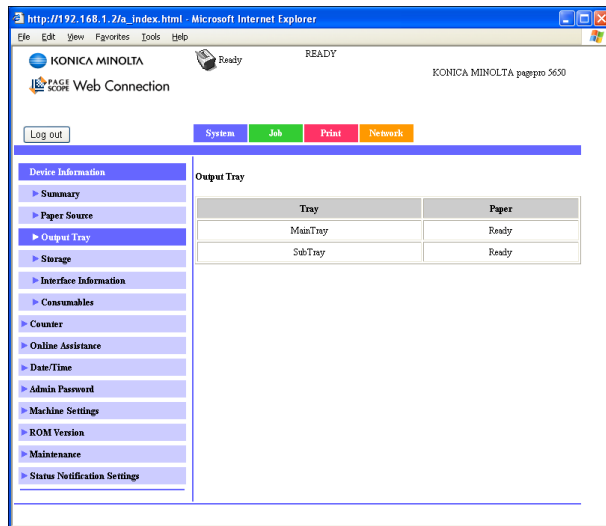 http://192.168.1.2/a_index.html - Microsoft Internet Explorer
File Edit View Favorites Tools Help
KONICA MINOLTA
Ready
READY
KONICA MINOLTA pagepro 5650
PAGE SCOPE Web Connection
Log out
System Job Print Network
Device Information
Summary
Paper Source
Output Tray
Storage
Interface Information
Consumables
Counter
Online Assistance
Date/Time
Admin Password
Machine Settings
ROM Version
Maintenance
Status Notification Settings
Output Tray
Tray Paper
MainTray Ready
SubTray Ready